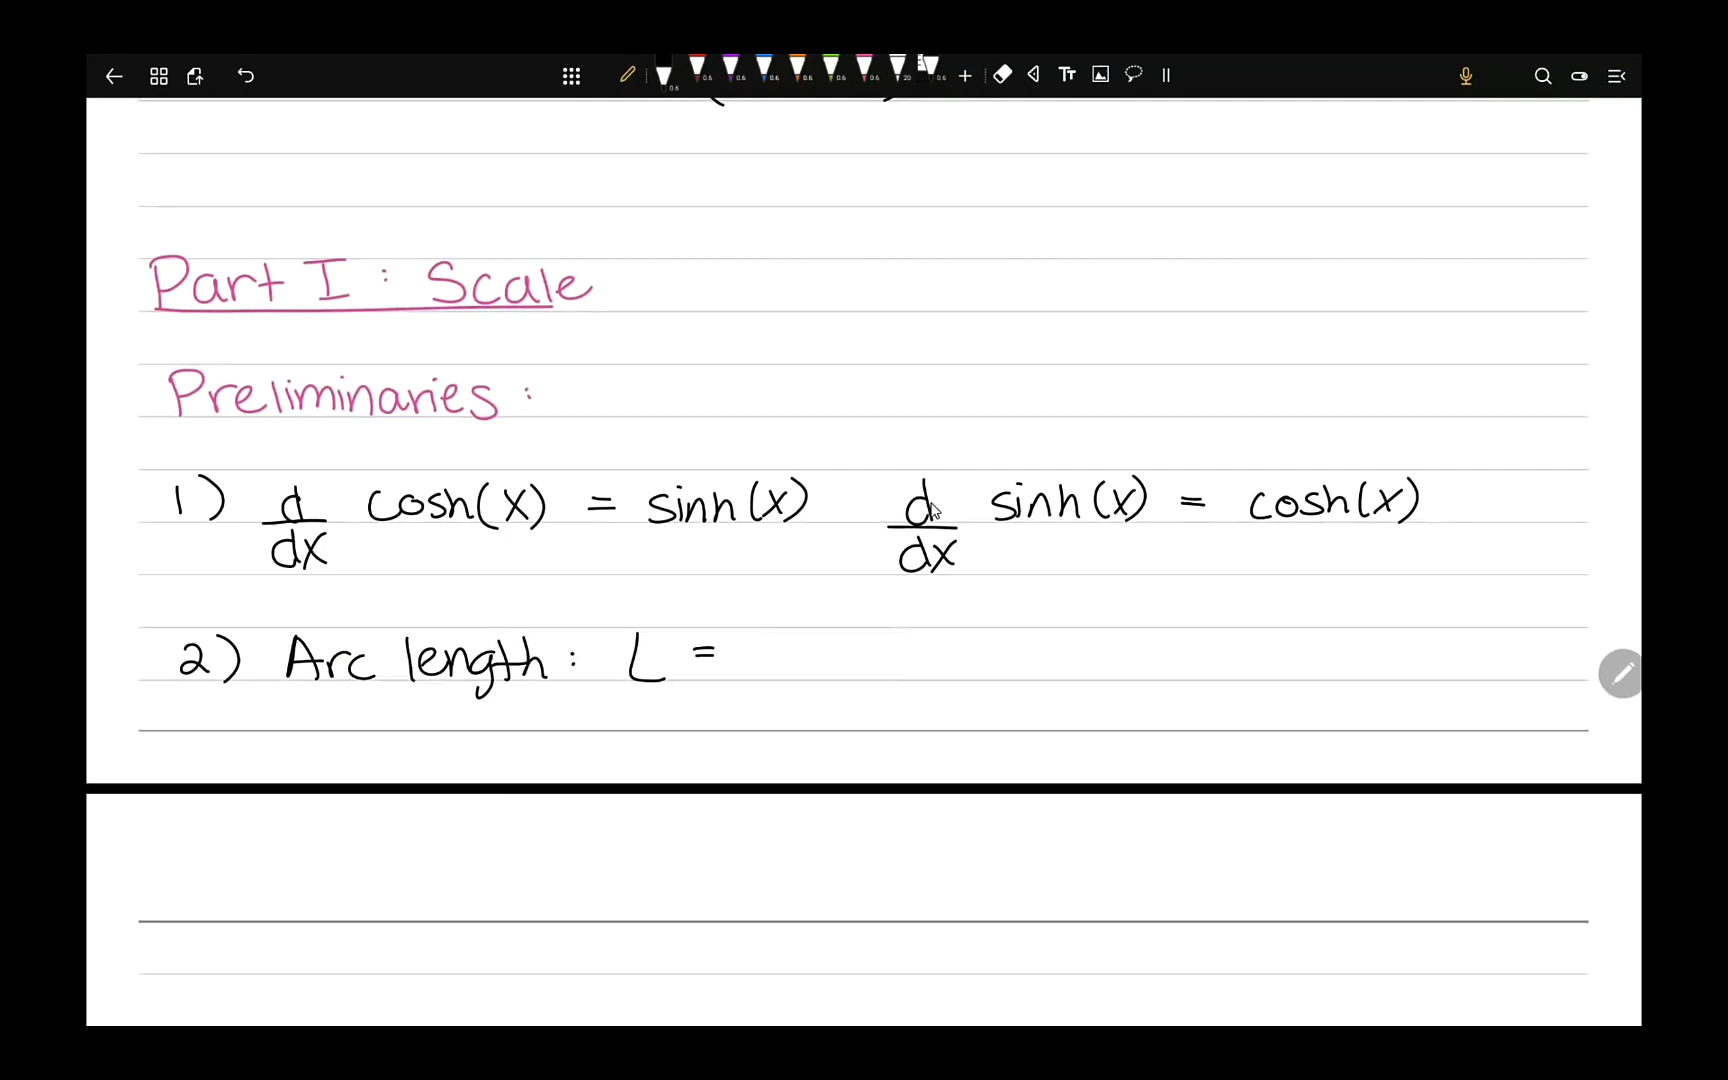 Part I : Scale
Preliminaries :
1) d/dx cosh(x) = sinh(x) d/dx sinh(x) = cosh(x)
2) Arc length : L =